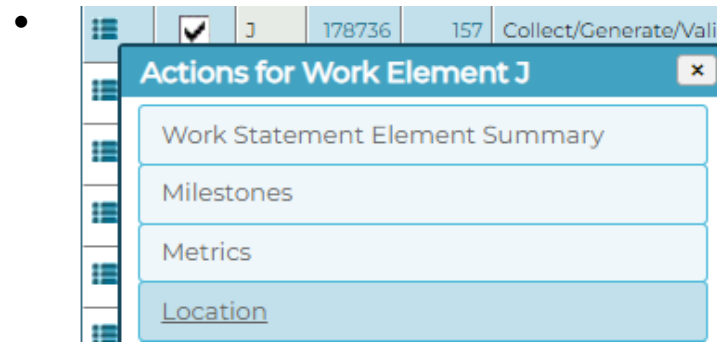 J 178736 157 Collect/Generate/Vali
Actions for Work Element J
Work Statement Element Summary
Milestones
Metrics
Location